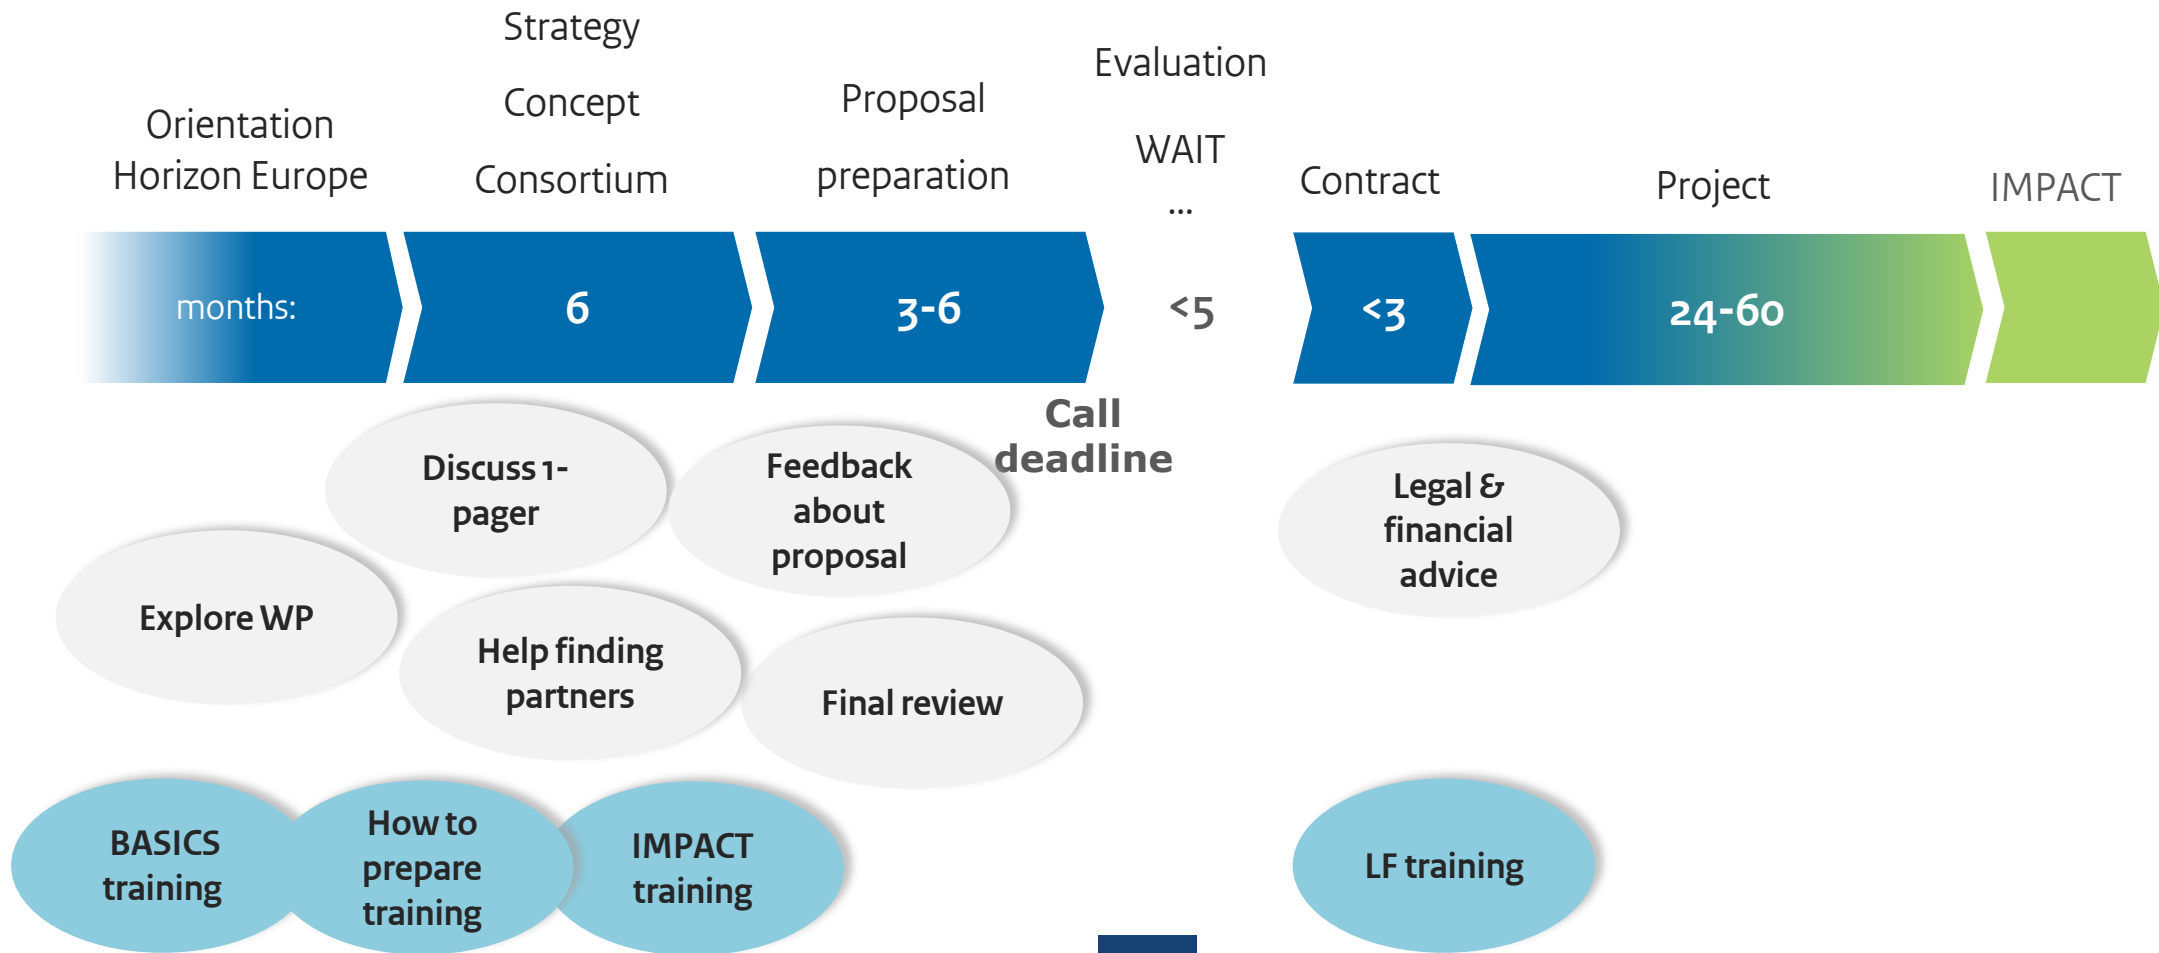 Orientation
Horizon Europe
Strategy
Concept
Consortium
Proposal
preparation
Evaluation
WAIT
...
Contract
Project
IMPACT
months:
6
3-6
<5
<3
24-60
Call
deadline
Discuss 1-
pager
Feedback
about
proposal
Legal &
financial
advice
Explore WP
Help finding
partners
Final review
BASICS
training
How to
prepare
training
IMPACT
training
LF training